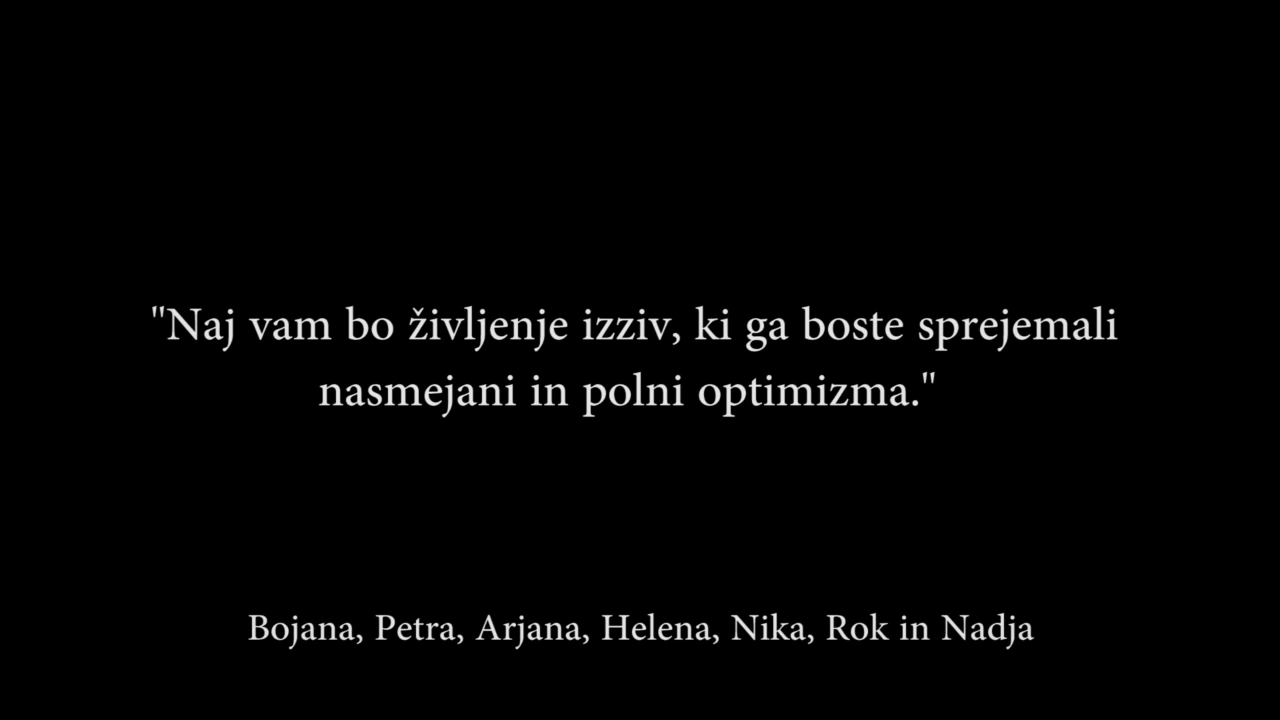 "Naj vam bo življenje izziv, ki ga boste sprejemali
nasmejani in polni optimizma."
Bojana, Petra, Arjana, Helena, Nika, Rok in Nadja